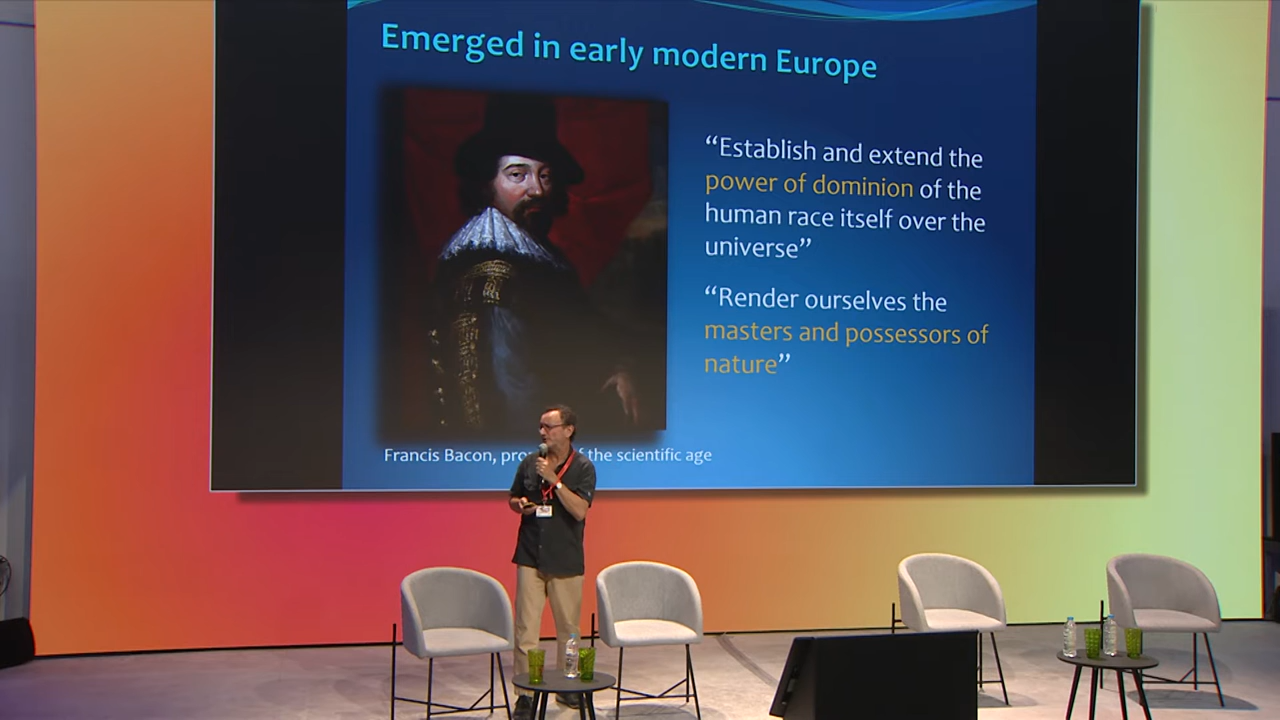 Emerged in early modern Europe
“Establish and extend the
power of dominion of the
human race itself over the
universe”
“Render ourselves the
masters and possessors of
nature”
Francis Bacon, of the scientific age